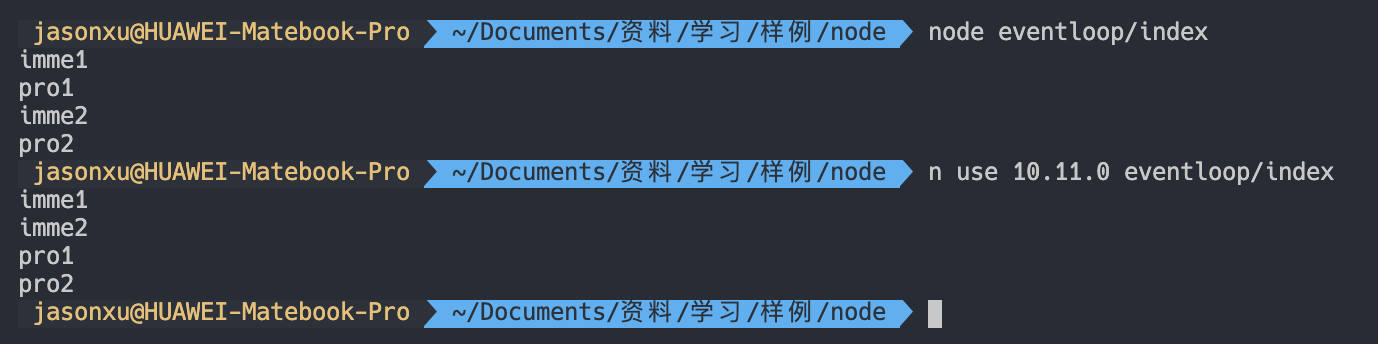 jasonxu@HUAWEI-Matebook-Pro ~/Documents/资料/学习/样例/node node eventloop/index
imme1
pro1
imme2
pro2
jasonxu@HUAWEI-Matebook-Pro ~/Documents/资料/学习/样例/node n use 10.11.0 eventloop/index
imme1
imme2
pro1
pro2
jasonxu@HUAWEI-Matebook-Pro ~/Documents/资料/学习/样例/node